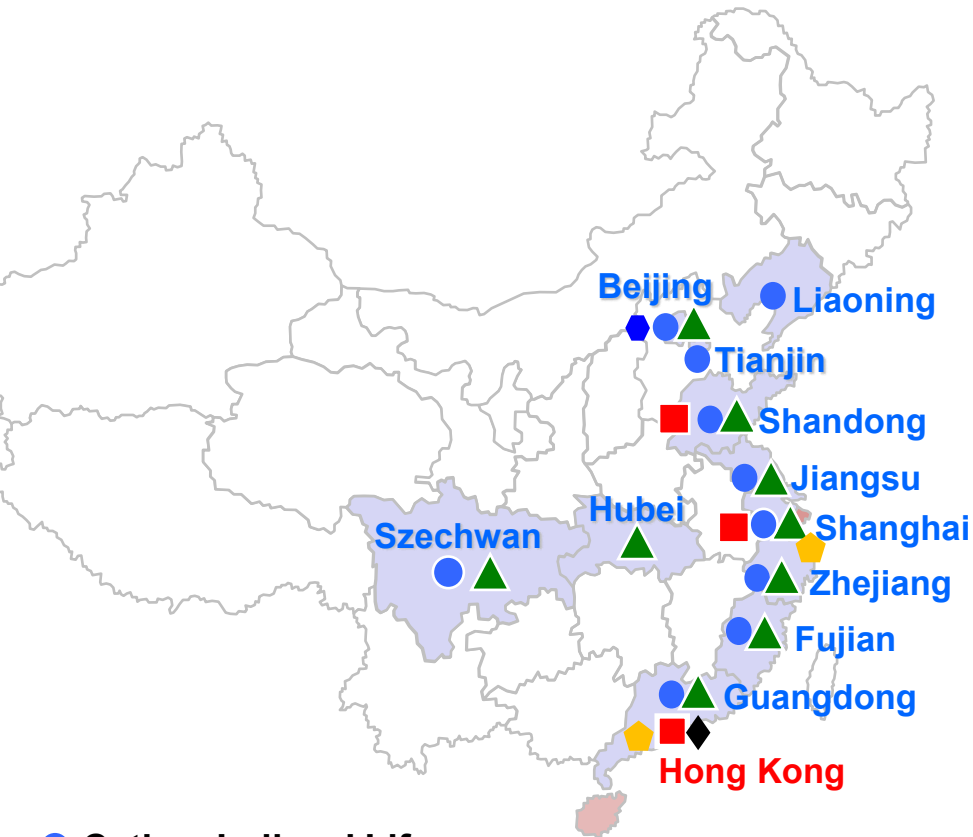 Beijing
Liaoning
Tianjin
Shandong
Jiangsu
Hubei
Shanghai
Szechwan
Zhejiang
Fujian
Guangdong
Hong Kong